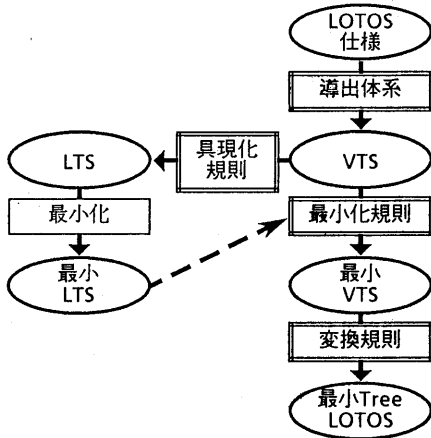 LOTOS
仕様
導出体系
LTS
具現化
規則
VTS
最小化
最小化規則
最小
LTS
最小
VTS
変換規則
最小Tree
LOTOS